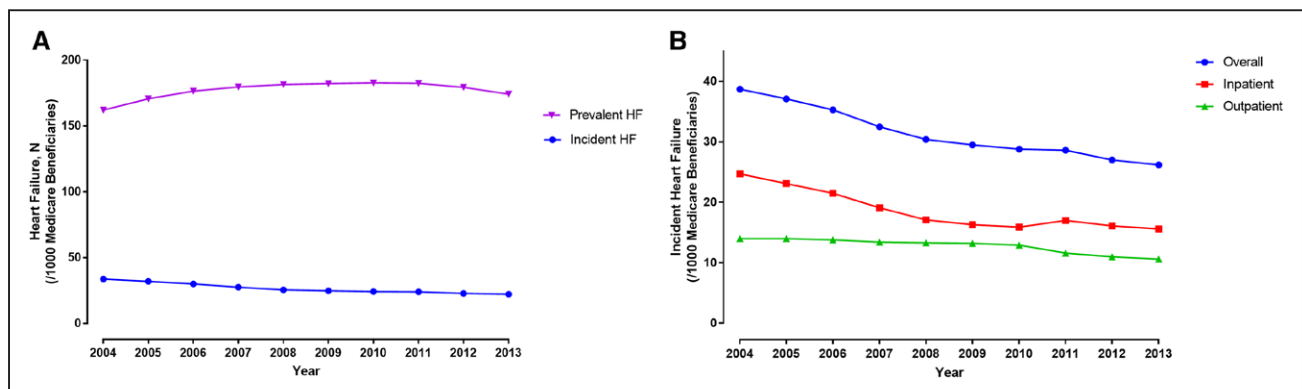 A
Heart Failure, N
(/1000 Medicare Beneficiaries)
200
150
100
50
0
2004 2005 2006 2007 2008 2009 2010 2011 2012 2013
Year
Prevalent HF
Incident HF
B
Incident Heart Failure
(/1000 Medicare Beneficiaries)
40
30
20
10
0
2004 2005 2006 2007 2008 2009 2010 2011 2012 2013
Year
Overall
Inpatient
Outpatient